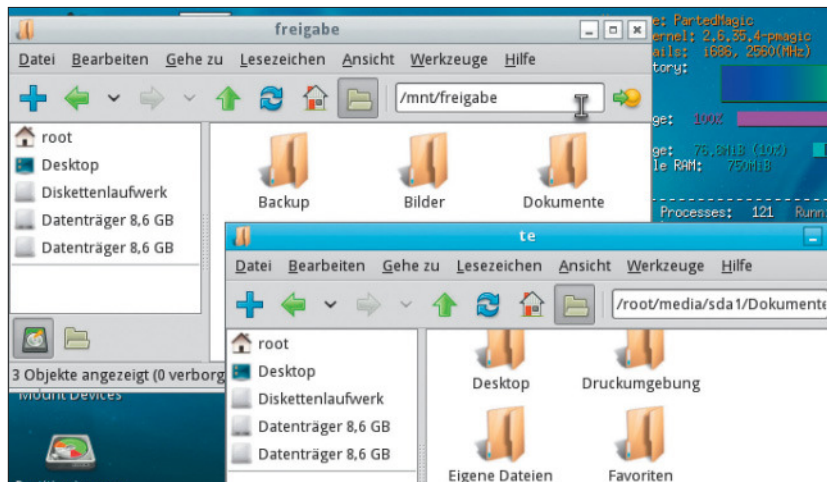 freigabe
Datei Bearbeiten Gehe zu Lesezeichen Ansicht Werkzeuge Hilfe
/mnt/freigabe
root
Desktop
Diskettenlaufwerk
Datenträger 8,6 GB
Datenträger 8,6 GB
Backup Bilder Dokumente
3 Objekte angezeigt (0 verborg
te
Datei Bearbeiten Gehe zu Lesezeichen Ansicht Werkzeuge Hilfe
/root/media/sda1/Dokumente
root
Desktop
Diskettenlaufwerk
Datenträger 8,6 GB
Datenträger 8,6 GB
Desktop Druckumgebung
Eigene Dateien Favoriten
e: PartedMagic
ernel: 2.6.35.4-pmagic
ails: i686, 2560(MHz)
tory:
ge: 100%
ge: 76.8MiB (10%)
le RAM: 750MiB
Processes: 121 Runn
Mount Devices